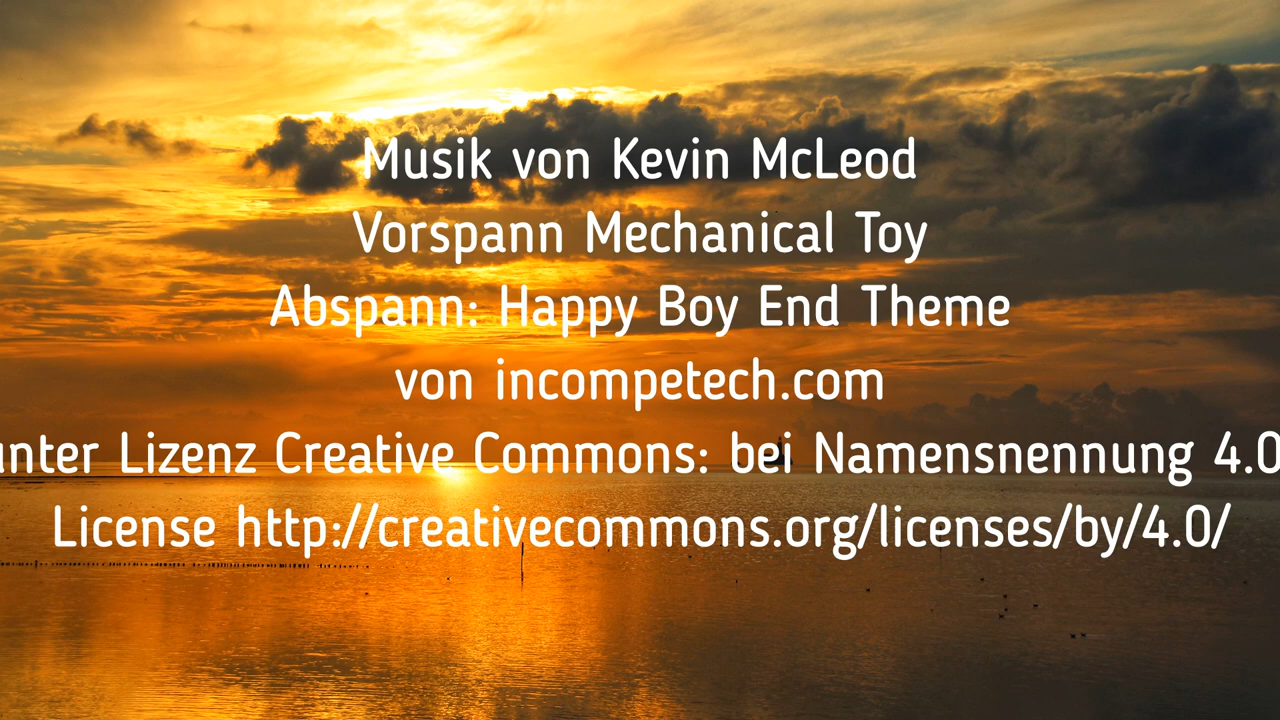 Musik von Kevin McLeod
Vorspann Mechanical Toy
Abspann: Happy Boy End Theme
von incompetech.com
unter Lizenz Creative Commons: bei Namensnennung 4.0
License http://creativecommons.org/licenses/by/4.0/